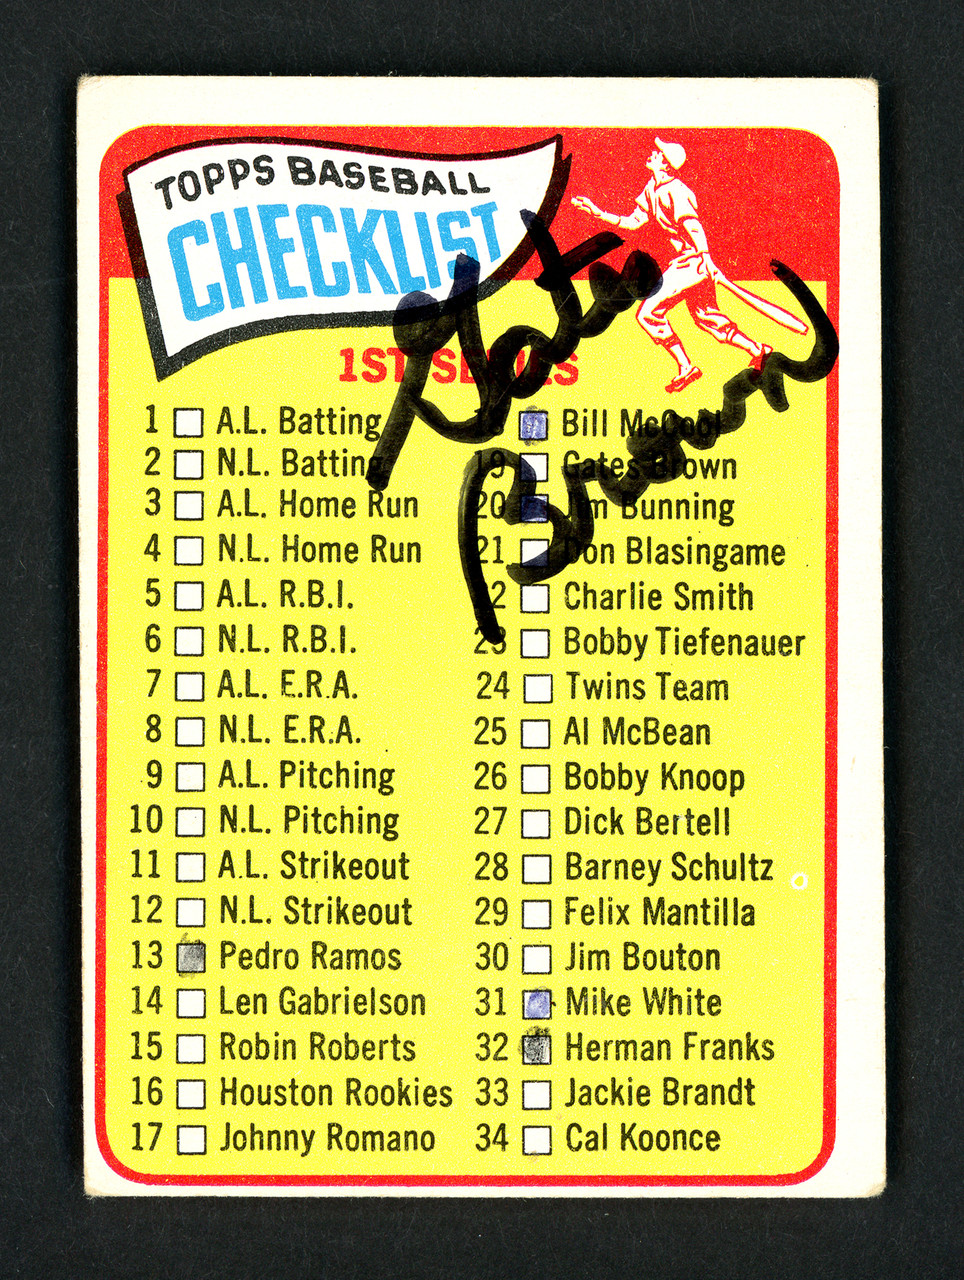 TOPPS BASEBALL
CHECKLIST
1ST SERIES
Gates
Brown
1 A.L. Batting
2 N.L. Batting
3 A.L. Home Run
4 N.L. Home Run
5 A.L. R.B.I.
6 N.L. R.B.I.
7 A.L. E.R.A.
8 N.L. E.R.A.
9 A.L. Pitching
10 N.L. Pitching
11 A.L. Strikeout
12 N.L. Strikeout
13 Pedro Ramos
14 Len Gabrielson
15 Robin Roberts
16 Houston Rookies
17 Johnny Romano
18 Bill McCool
19 Gates Brown
20 Jim Bunning
21 Don Blasingame
22 Charlie Smith
23 Bobby Tiefenauer
24 Twins Team
25 Al McBean
26 Bobby Knoop
27 Dick Bertell
28 Barney Schultz
29 Felix Mantilla
30 Jim Bouton
31 Mike White
32 Herman Franks
33 Jackie Brandt
34 Cal Koonce